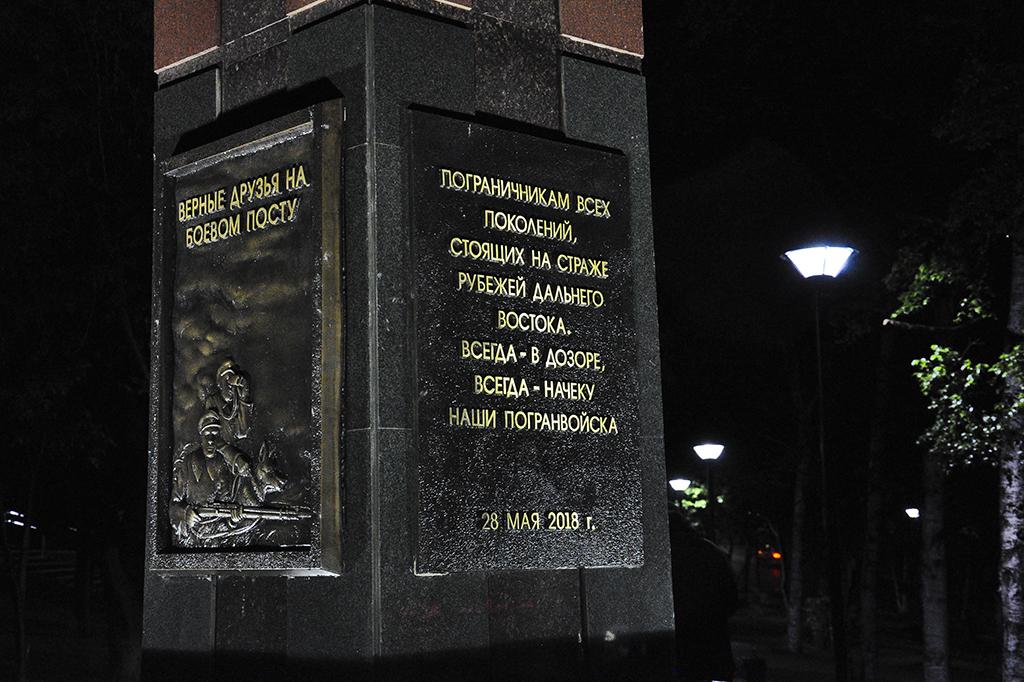 ВЕРНЫЕ ДРУЗЬЯ НА
БОЕВОМ ПОСТУ
ПОГРАНИЧНИКАМ ВСЕХ
ПОКОЛЕНИЙ,
СТОЯЩИХ НА СТРАЖЕ
РУБЕЖЕЙ ДАЛЬНЕГО
ВОСТОКА.
ВСЕГДА - В ДОЗОРЕ,
ВСЕГДА - НАЧЕКУ
НАШИ ПОГРАНВОЙСКА
28 МАЯ 2018 г.